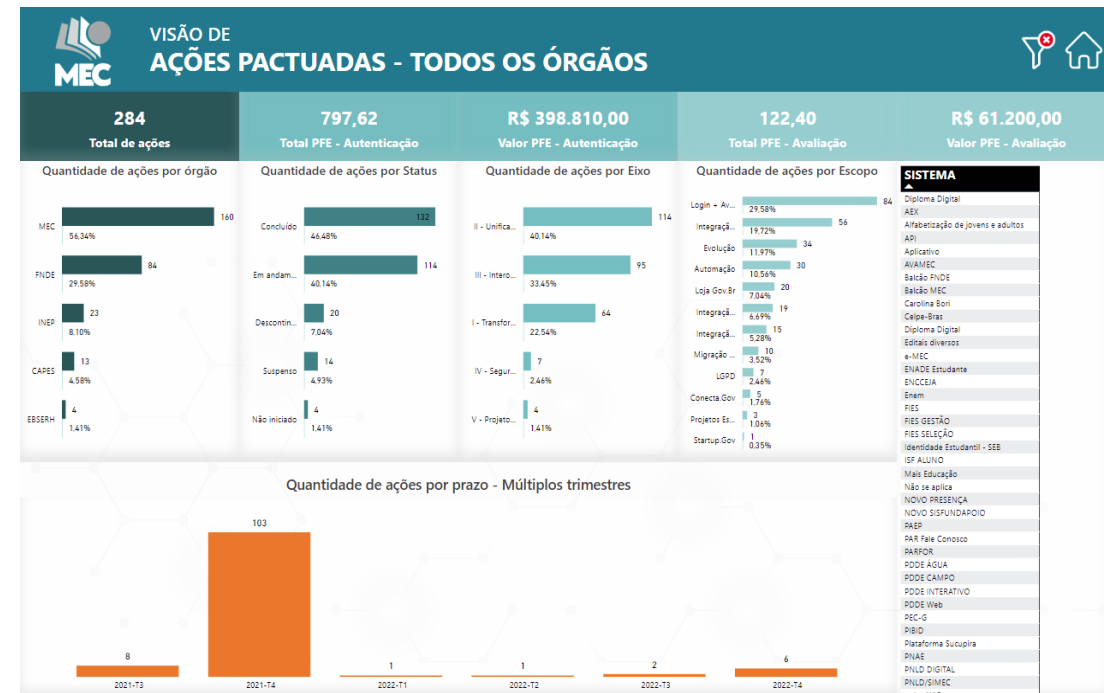 MEC
VISÃO DE
AÇÕES PACTUADAS - TODOS OS ÓRGÃOS
284
Total de ações
797,62
Total PFE - Autenticação
R$ 398.810,00
Valor PFE - Autenticação
122,40
Total PFE - Avaliação
R$ 61.200,00
Valor PFE - Avaliação
Quantidade de ações por órgão
MEC
160
56,34%
FNDE
84
29,58%
INEP
23
8,10%
CAPES
13
4,58%
EBSERH
4
1,41%
Quantidade de ações por Status
Concluído
132
46,48%
Em andam...
114
40,14%
Descontin...
20
7,04%
Suspenso
14
4,93%
Não iniciado
4
1,41%
Quantidade de ações por Eixo
II - Unifica...
114
40,14%
III - Intero...
95
33,45%
I - Transfor...
64
22,54%
IV - Segur...
7
2,46%
V - Projeto...
4
1,41%
Quantidade de ações por Escopo
Login + Av...
84
29,58%
Integraçã...
56
19,72%
Evolução
34
11,97%
Automação
30
10,56%
Loja Gov.Br
20
7,04%
Integraçã...
19
6,69%
Integraçã...
15
5,28%
Migração ...
10
3,52%
LGPD
7
2,46%
Conecta.Gov
5
1,76%
Projetos Es...
3
1,06%
Startup.Gov
1
0,35%
SISTEMA
Diploma Digital
AEX
Alfabetização de jovens e adultos
API
Aplicativo
AVAMEC
Balcão FNDE
Balcão MEC
Carolina Bori
Celpe-Bras
Diploma Digital
Editais diversos
e-MEC
ENADE Estudante
ENCCEJA
Enem
FIES
FIES GESTÃO
FIES SELEÇÃO
Identidade Estudantil - SEB
ISF ALUNO
Mais Educação
Não se aplica
NOVO PRESENÇA
NOVO SISFUNDAPOIO
PAEP
PAR Fale Conosco
PARFOR
PDDE ÁGUA
PDDE CAMPO
PDDE INTERATIVO
PDDE Web
PEC-G
PIBID
Plataforma Sucupira
PNAE
PNLD DIGITAL
PNLD/SIMEC
Quantidade de ações por prazo - Múltiplos trimestres
8
103
1
1
2
6
2021-T3
2021-T4
2022-T1
2022-T2
2022-T3
2022-T4